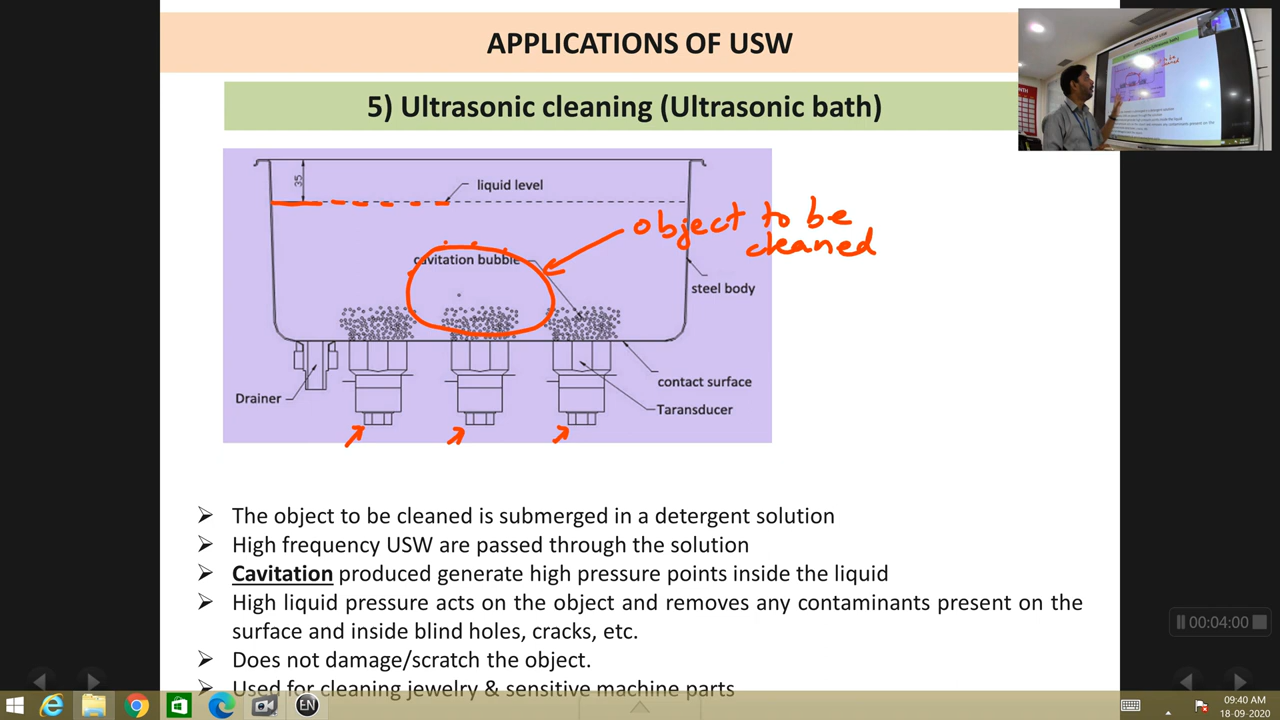 APPLICATIONS OF USW
5) Ultrasonic cleaning (Ultrasonic bath)
35
liquid level
object to be
cleaned
cavitation bubble
steel body
contact surface
Drainer
Taransducer
➢ The object to be cleaned is submerged in a detergent solution
➢ High frequency USW are passed through the solution
➢ Cavitation produced generate high pressure points inside the liquid
➢ High liquid pressure acts on the object and removes any contaminants present on the
surface and inside blind holes, cracks, etc.
➢ Does not damage/scratch the object.
➢ Used for cleaning jewelry & sensitive machine parts
00:04:00
EN
09:40 AM
18-09-2020